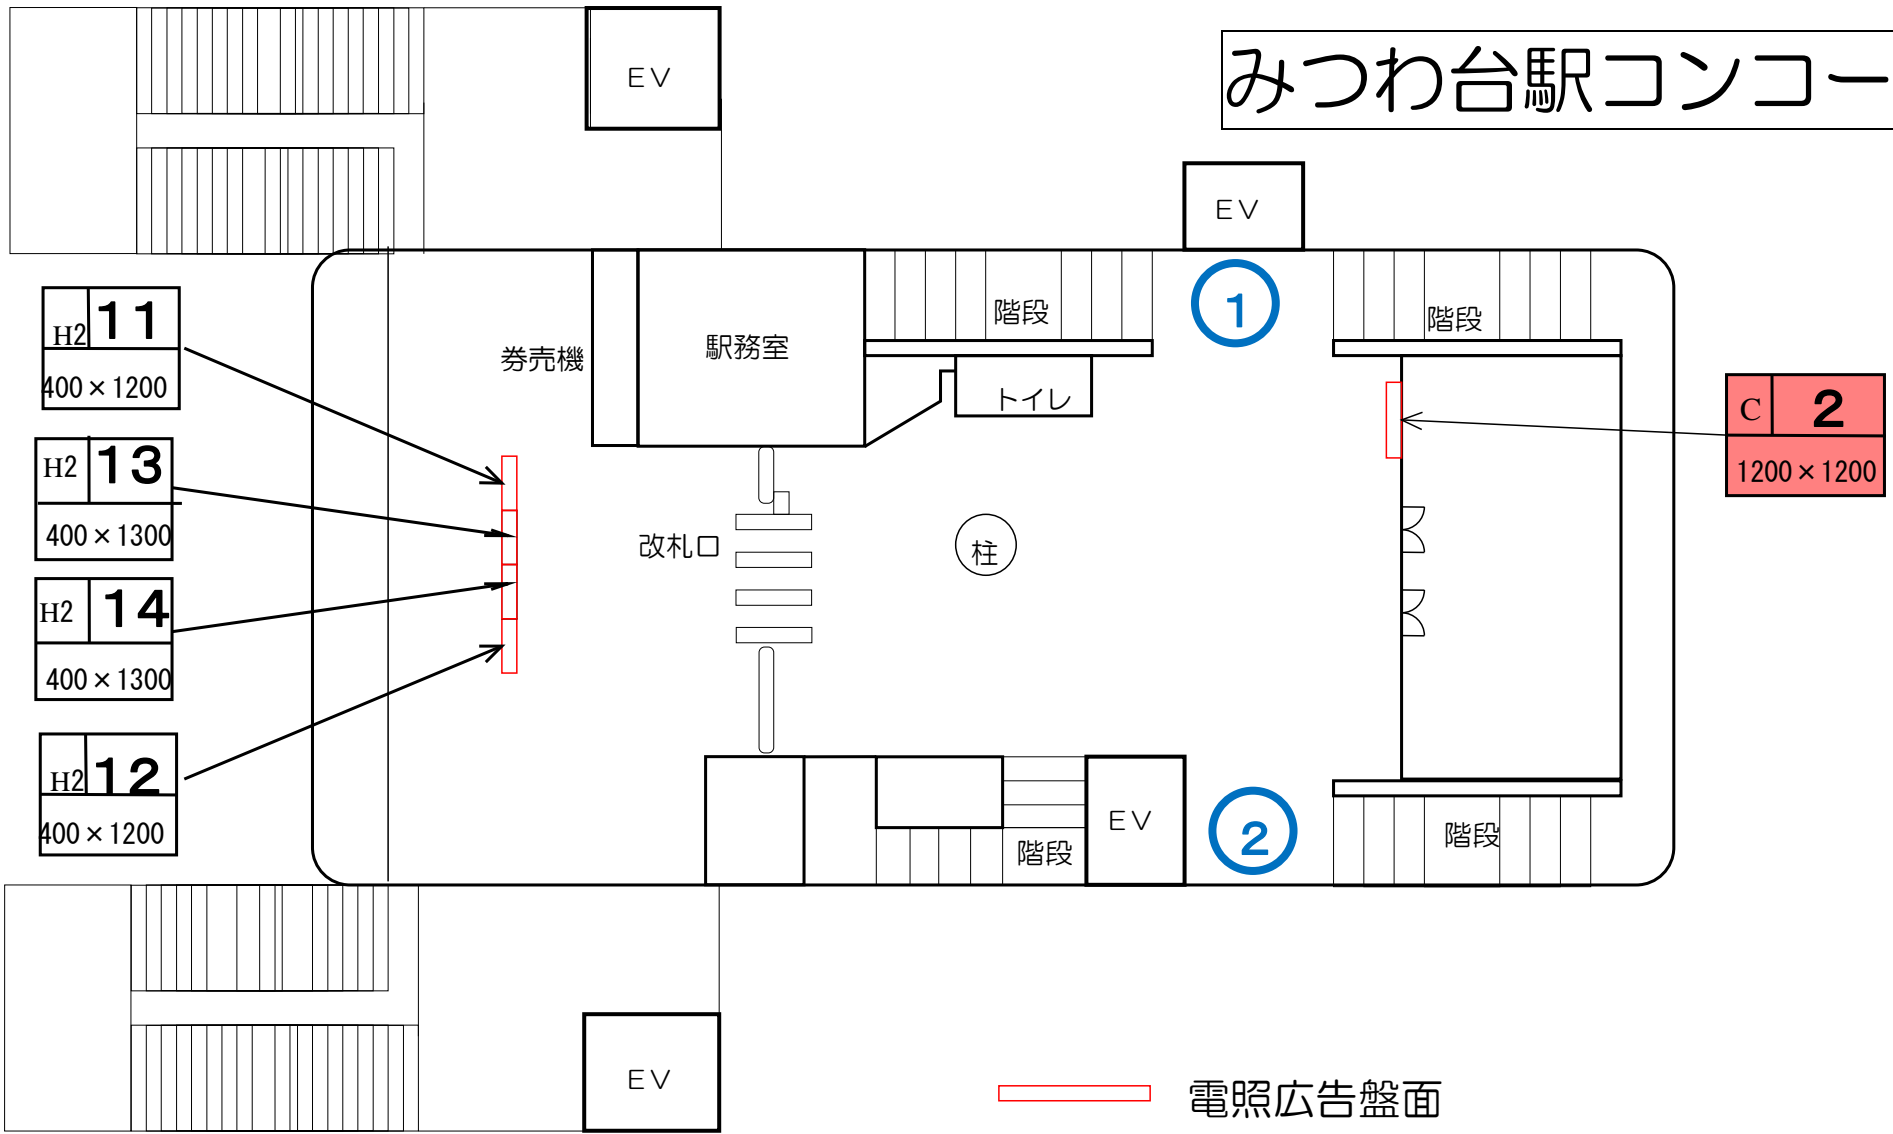 みつわ台駅コンコー
EV
EV
1
階段
階段
H2 11
400×1200
券売機
駅務室
トイレ
C 2
1200×1200
H2 13
400×1300
改札口
柱
H2 14
400×1300
H2 12
400×1200
EV
2
階段
階段
EV
電照広告盤面